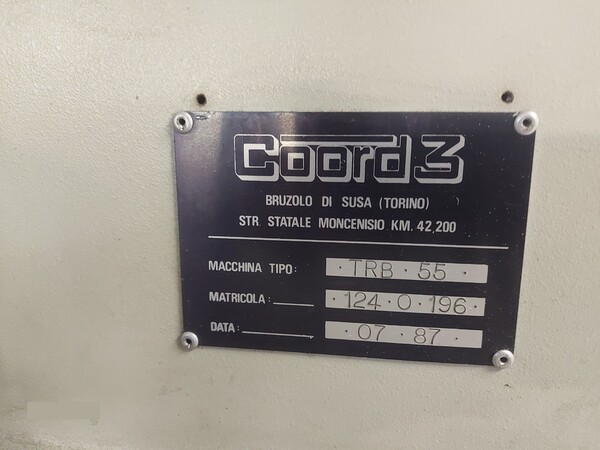 Coord3
BRUZOLO DI SUSA (TORINO)
STR. STATALE MONCENISIO KM. 42,200
MACCHINA TIPO: · TRB · 55 ·
MATRICOLA: · 124 · 0 · 196 ·
DATA: · 07 · 87 ·